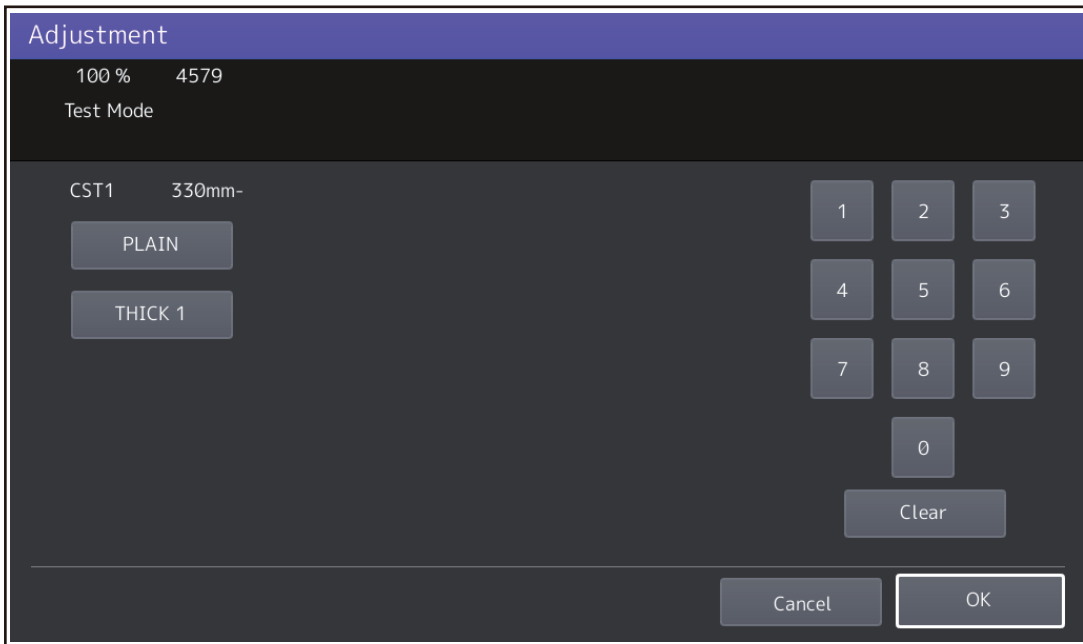 Adjustment
100 % 4579
Test Mode
CST1 330mm-
PLAIN
THICK 1
1 2 3
4 5 6
7 8 9
0
Clear
Cancel OK